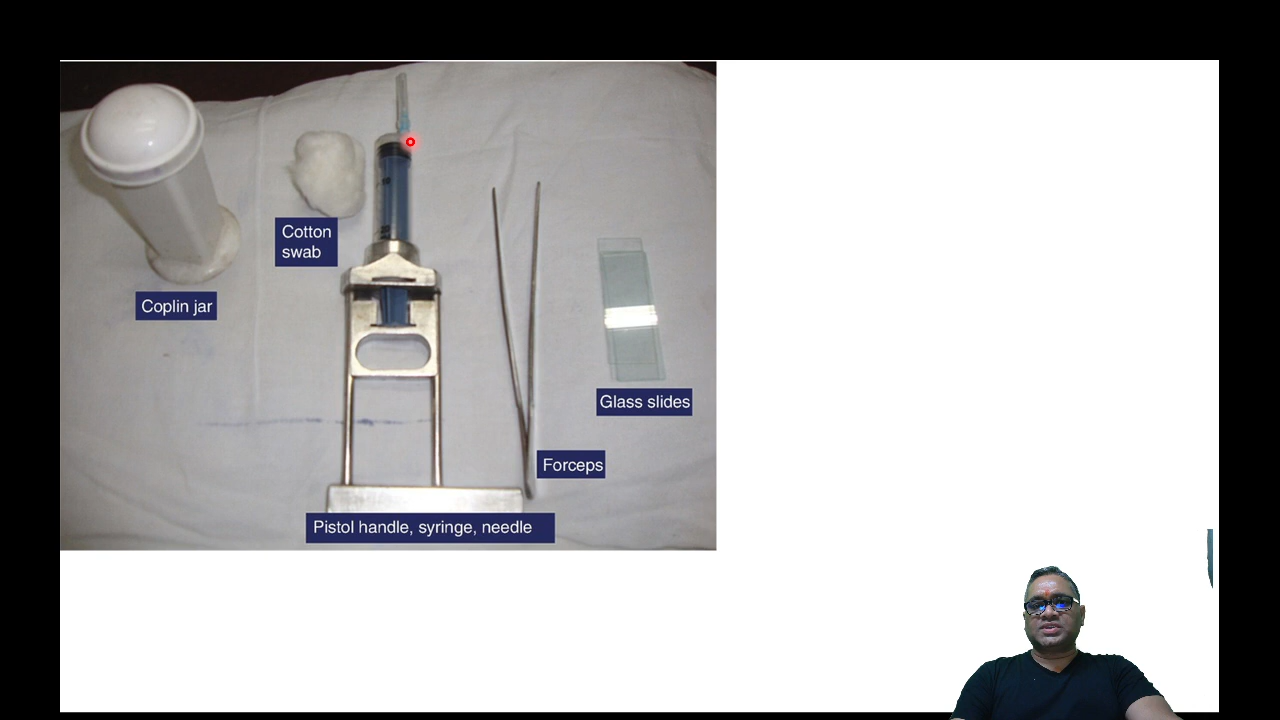 Cotton
swab
Coplin jar
Glass slides
Forceps
Pistol handle, syringe, needle